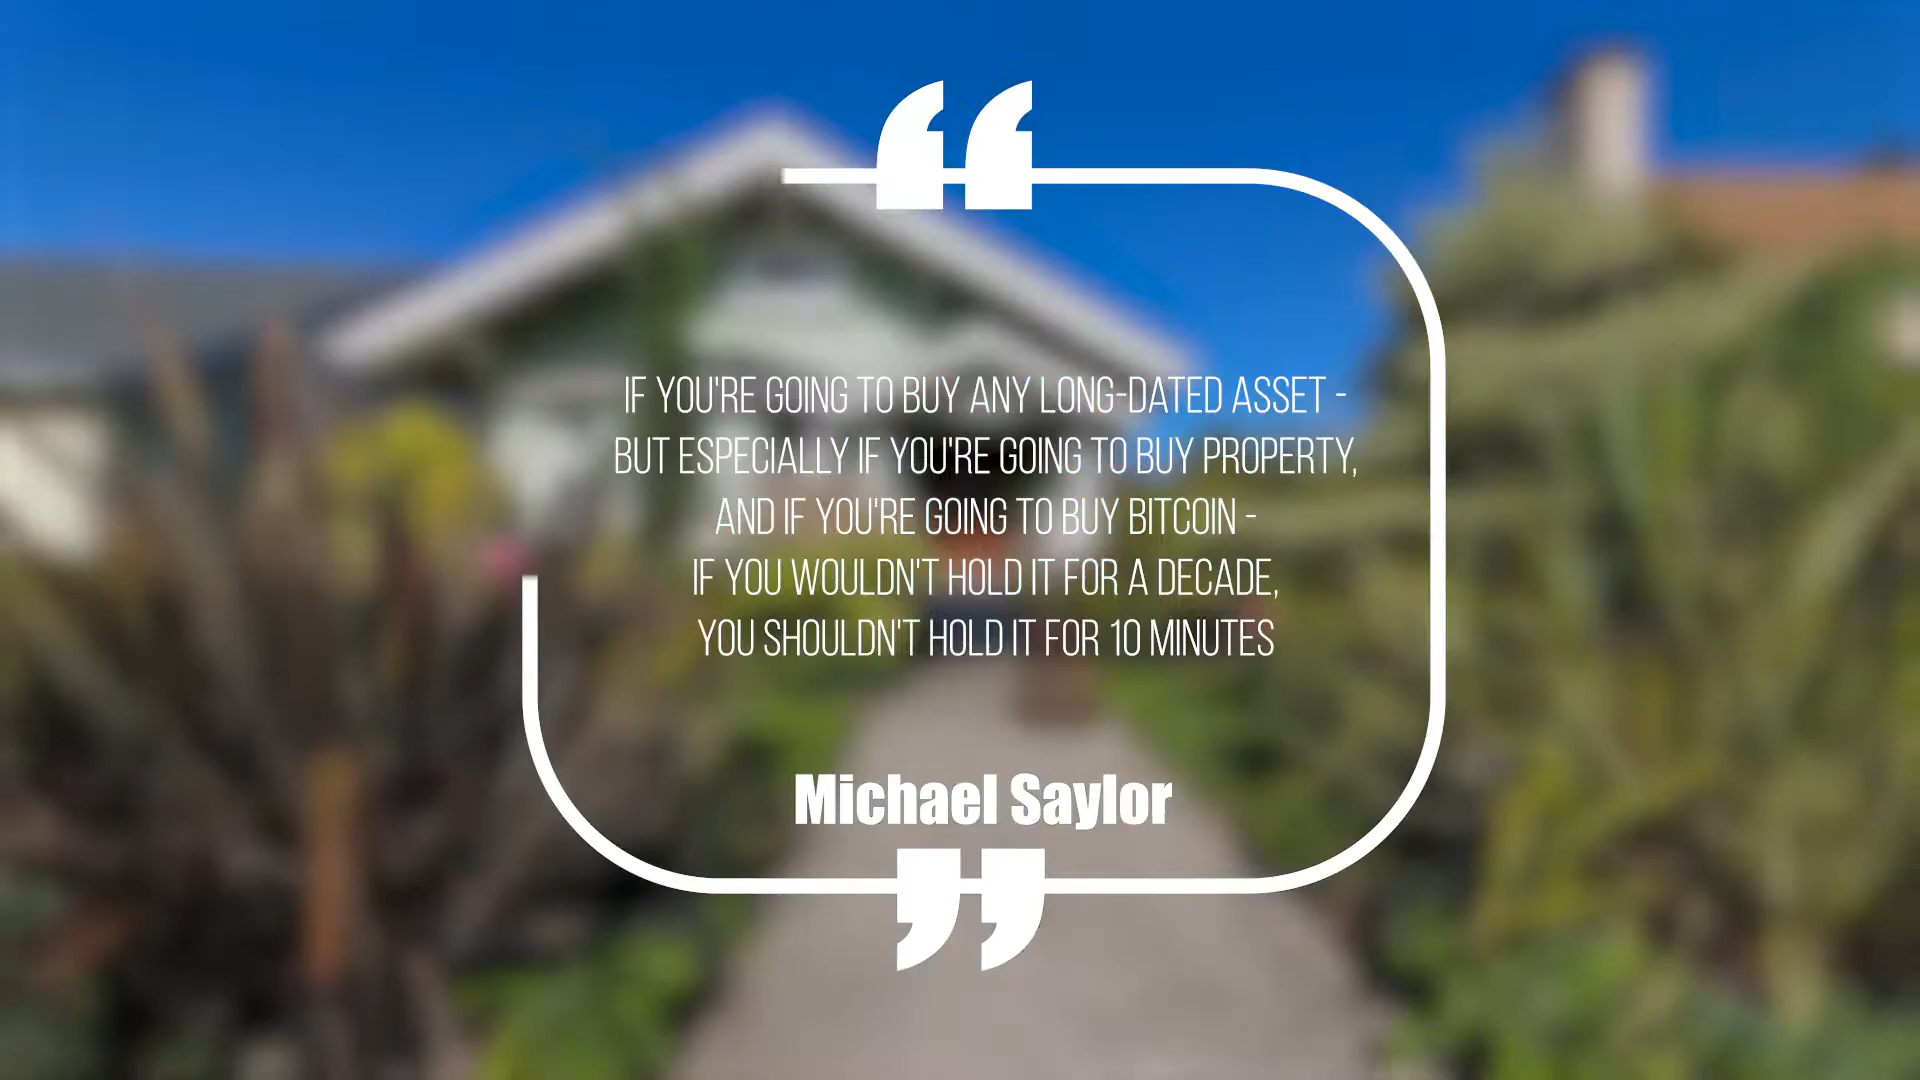 IF YOU'RE GOING TO BUY ANY LONG-DATED ASSET -
BUT ESPECIALLY IF YOU'RE GOING TO BUY PROPERTY,
AND IF YOU'RE GOING TO BUY BITCOIN -
IF YOU WOULDN'T HOLD IT FOR A DECADE,
YOU SHOULDN'T HOLD IT FOR 10 MINUTES
Michael Saylor